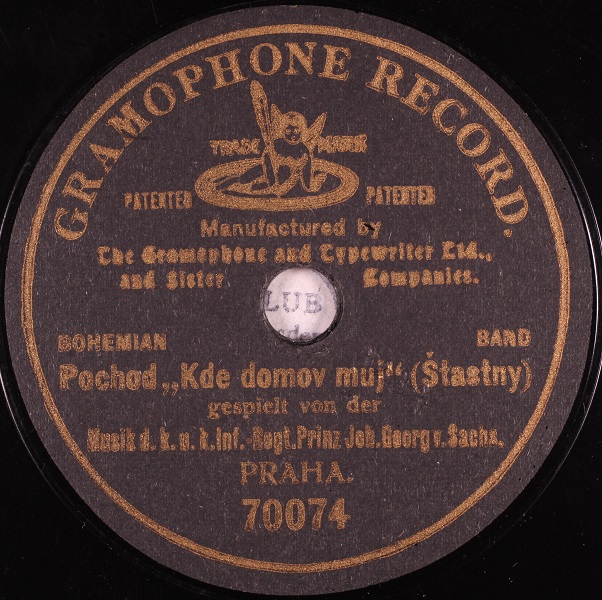 GRAMOPHONE RECORD.
TRADE MARK
PATENTED PATENTED
Manufactured by
The Gramophone and Typewriter Ltd.,
and Sister Companies.
LUB
BOHEMIAN BAND
Pochod „Kde domov muj“ (Štastny)
gespielt von der
Musik d. k. u. k. Inf.-Regt. Prinz Joh. Georg v. Sachs.
PRAHA.
70074